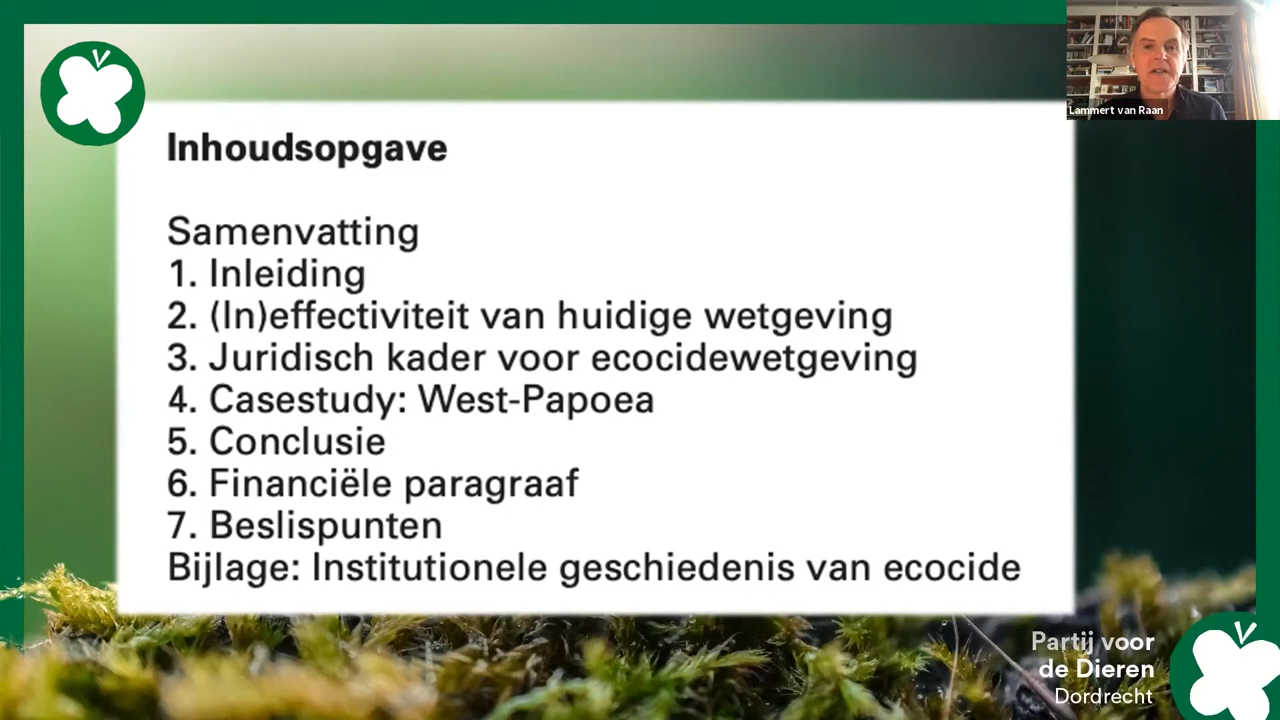 Lammert van Raan
Inhoudsopgave
Samenvatting
1. Inleiding
2. (In)effectiviteit van huidige wetgeving
3. Juridisch kader voor ecocidewetgeving
4. Casestudy: West-Papoea
5. Conclusie
6. Financiële paragraaf
7. Beslispunten
Bijlage: Institutionele geschiedenis van ecocide
Partij voor
de Dieren
Dordrecht